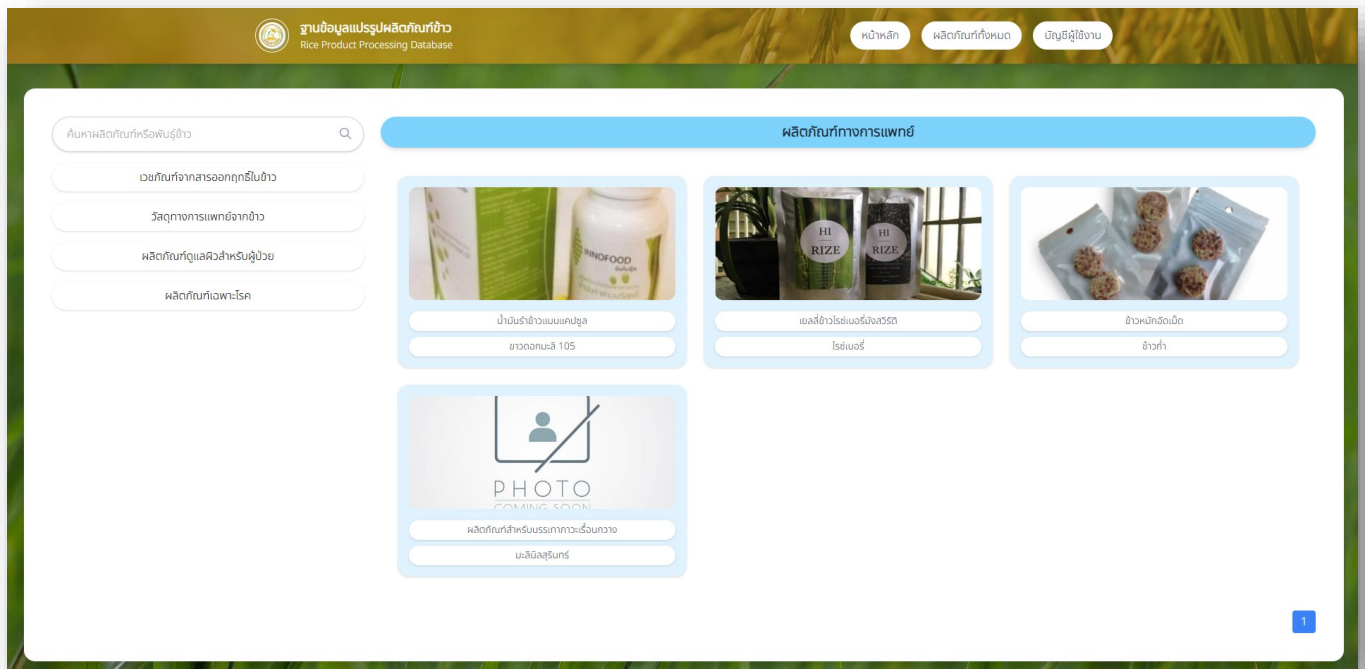 ฐานข้อมูลแปรรูปผลิตภัณฑ์ข้าว
Rice Product Processing Database
หน้าหลัก
ผลิตภัณฑ์ทั้งหมด
บัญชีผู้ใช้งาน
ค้นหาผลิตภัณฑ์หรือพันธุ์ข้าว
เวชภัณฑ์จากสารออกฤทธิ์ในข้าว
วัสดุทางการแพทย์จากข้าว
ผลิตภัณฑ์ดูแลผิวสำหรับผู้ป่วย
ผลิตภัณฑ์เฉพาะโรค
ผลิตภัณฑ์ทางการแพทย์
INNOFOOD
น้ำมันรำข้าวแบบแคปซูล
ขาวดอกมะลิ 105
HI
RIZE
HI
RIZE
เยลลี่ข้าวไรซ์เบอรี่มังสวิรัติ
ไรซ์เบอรี่
ข้าวหมักอัดเม็ด
ข้าวก่ำ
PHOTO
COMING SOON
ผลิตภัณฑ์สำหรับบรรเทาภาวะเรื้อนกวาง
มะลินิลสุรินทร์
1